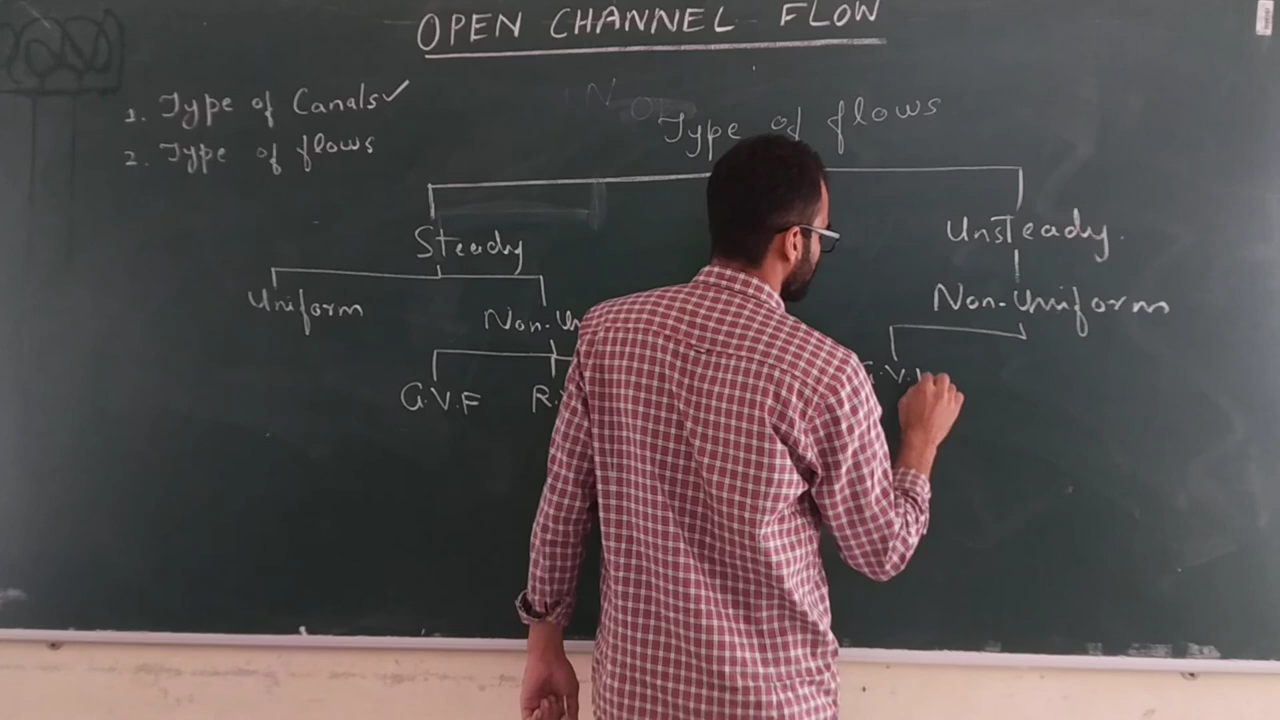 OPEN CHANNEL FLOW
1. Type of Canals✓
2. Type of flows
Type of flows
Steady
Unsteady.
Uniform
Non-Un
Non-Uniform
G.V.F
R.
G.V.